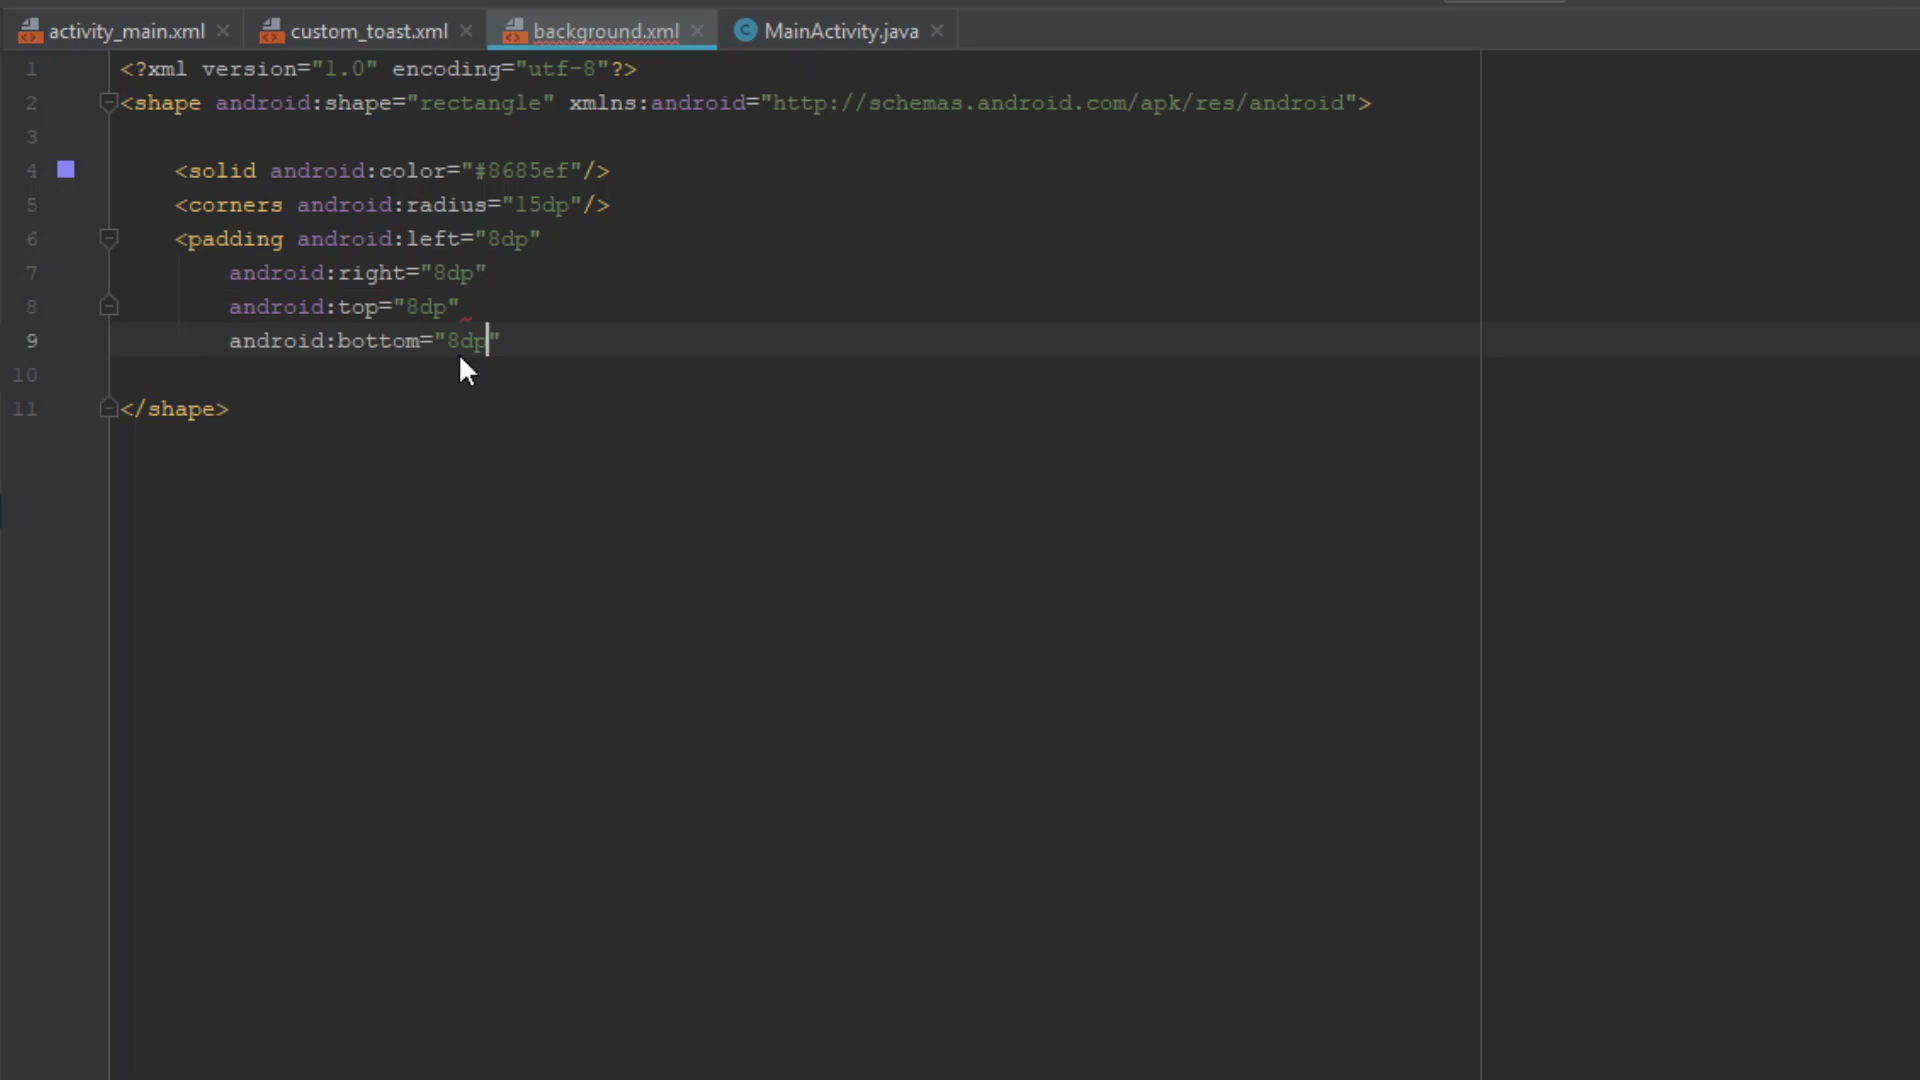 activity_main.xml custom_toast.xml background.xml MainActivity.java
1 <?xml version="1.0" encoding="utf-8"?>
2 <shape android:shape="rectangle" xmlns:android="http://schemas.android.com/apk/res/android">
3
4 <solid android:color="#8685ef"/>
5 <corners android:radius="15dp"/>
6 <padding android:left="8dp"
7 android:right="8dp"
8 android:top="8dp"
9 android:bottom="8dp"
10
11 </shape>